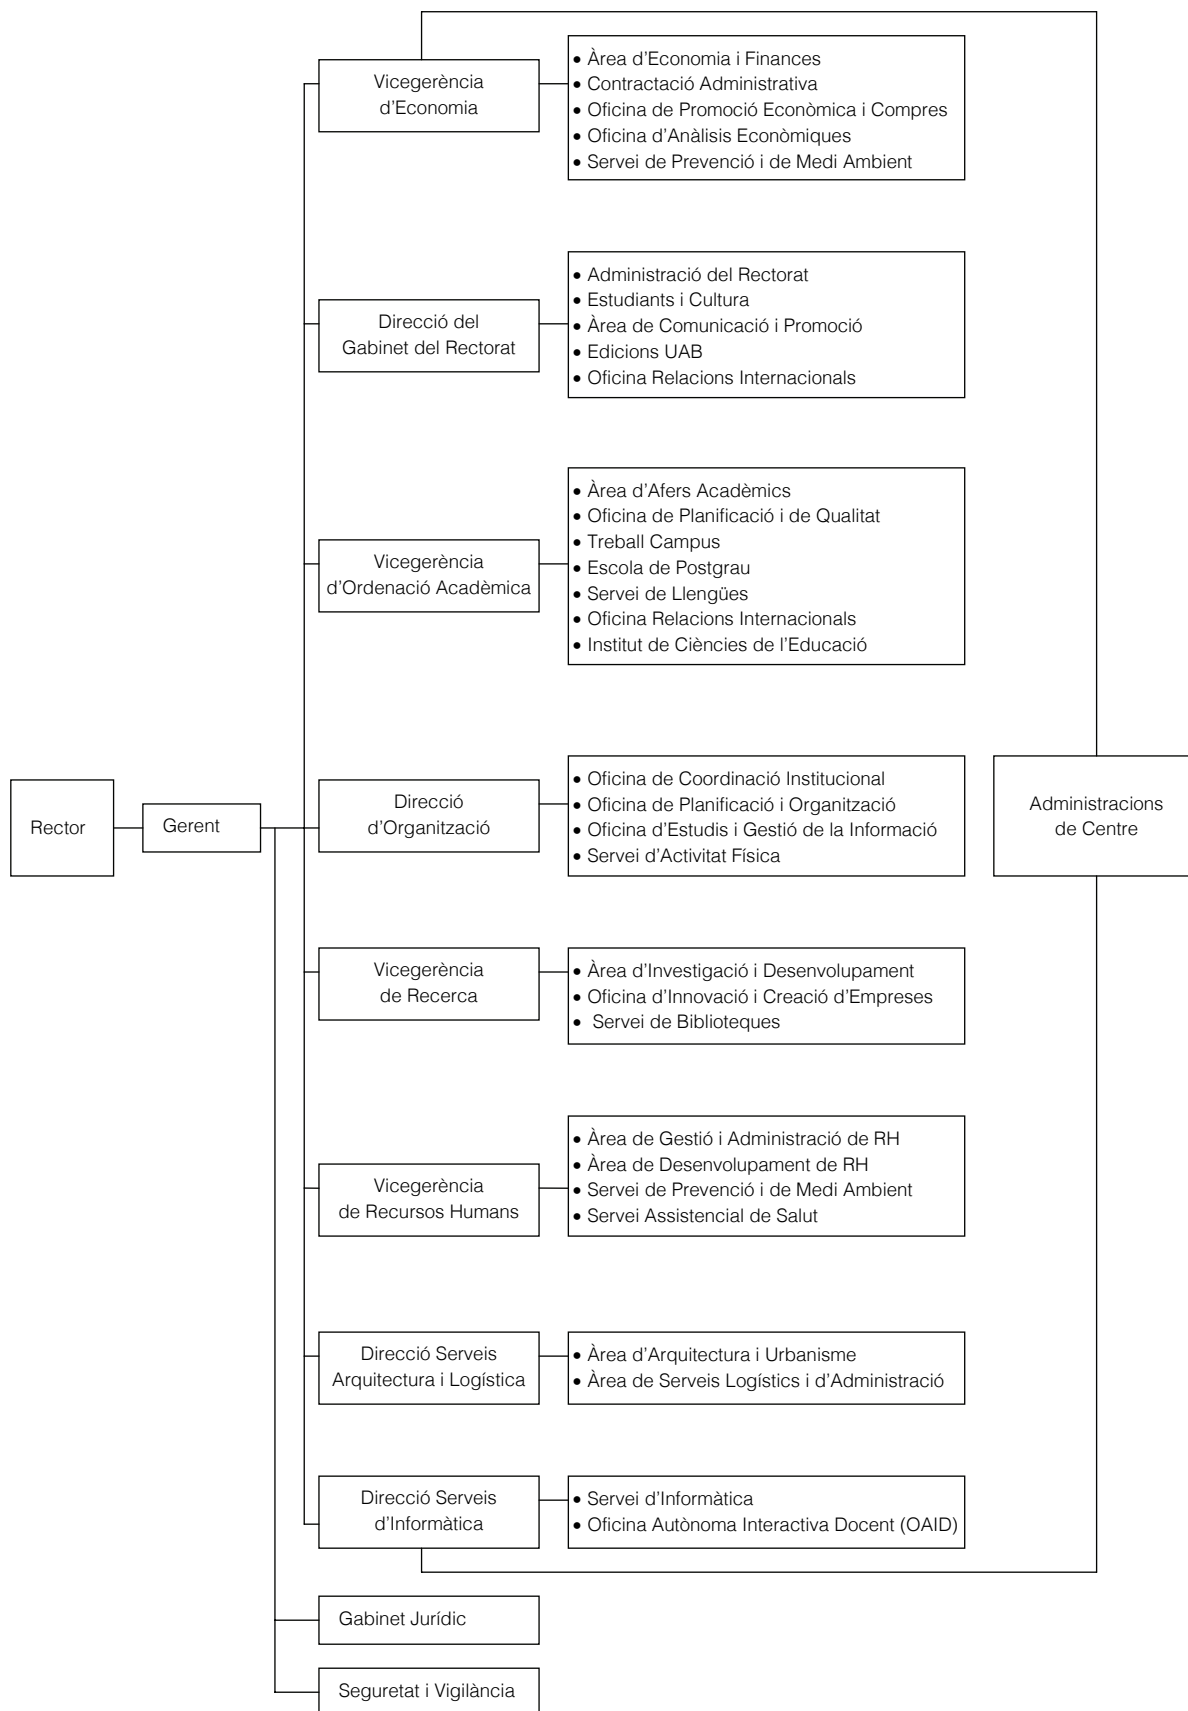 Vicegerència
d’Economia
• Àrea d’Economia i Finances
• Contractació Administrativa
• Oficina de Promoció Econòmica i Compres
• Oficina d’Anàlisis Econòmiques
• Servei de Prevenció i de Medi Ambient
Direcció del
Gabinet del Rectorat
• Administració del Rectorat
• Estudiants i Cultura
• Àrea de Comunicació i Promoció
• Edicions UAB
• Oficina Relacions Internacionals
Vicegerència
d’Ordenació Acadèmica
• Àrea d’Afers Acadèmics
• Oficina de Planificació i de Qualitat
• Treball Campus
• Escola de Postgrau
• Servei de Llengües
• Oficina Relacions Internacionals
• Institut de Ciències de l’Educació
Rector
Gerent
Direcció
d’Organització
• Oficina de Coordinació Institucional
• Oficina de Planificació i Organització
• Oficina d’Estudis i Gestió de la Informació
• Servei d’Activitat Física
Administracions
de Centre
Vicegerència
de Recerca
• Àrea d’Investigació i Desenvolupament
• Oficina d’Innovació i Creació d’Empreses
• Servei de Biblioteques
Vicegerència
de Recursos Humans
• Àrea de Gestió i Administració de RH
• Àrea de Desenvolupament de RH
• Servei de Prevenció i de Medi Ambient
• Servei Assistencial de Salut
Direcció Serveis
Arquitectura i Logística
• Àrea d’Arquitectura i Urbanisme
• Àrea de Serveis Logístics i d’Administració
Direcció Serveis
d’Informàtica
• Servei d’Informàtica
• Oficina Autònoma Interactiva Docent (OAID)
Gabinet Jurídic
Seguretat i Vigilància